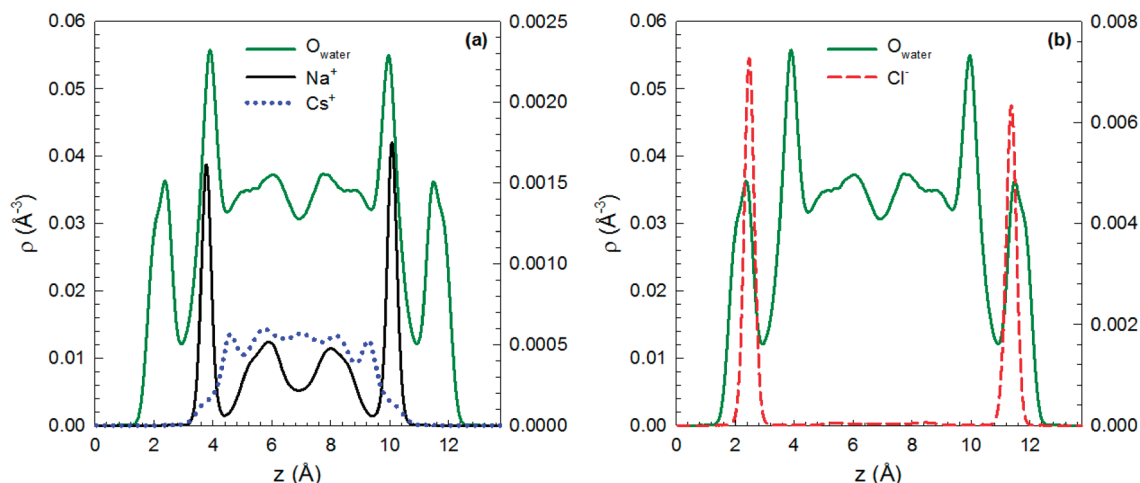 (a)
O_water
Na⁺
Cs⁺
ρ (Å⁻³)
0.06
0.05
0.04
0.03
0.02
0.01
0.00
0.0025
0.0020
0.0015
0.0010
0.0005
0.0000
0 2 4 6 8 10 12
z (Å)
(b)
O_water
Cl⁻
ρ (Å⁻³)
0.06
0.05
0.04
0.03
0.02
0.01
0.00
0.008
0.006
0.004
0.002
0.000
0 2 4 6 8 10 12
z (Å)